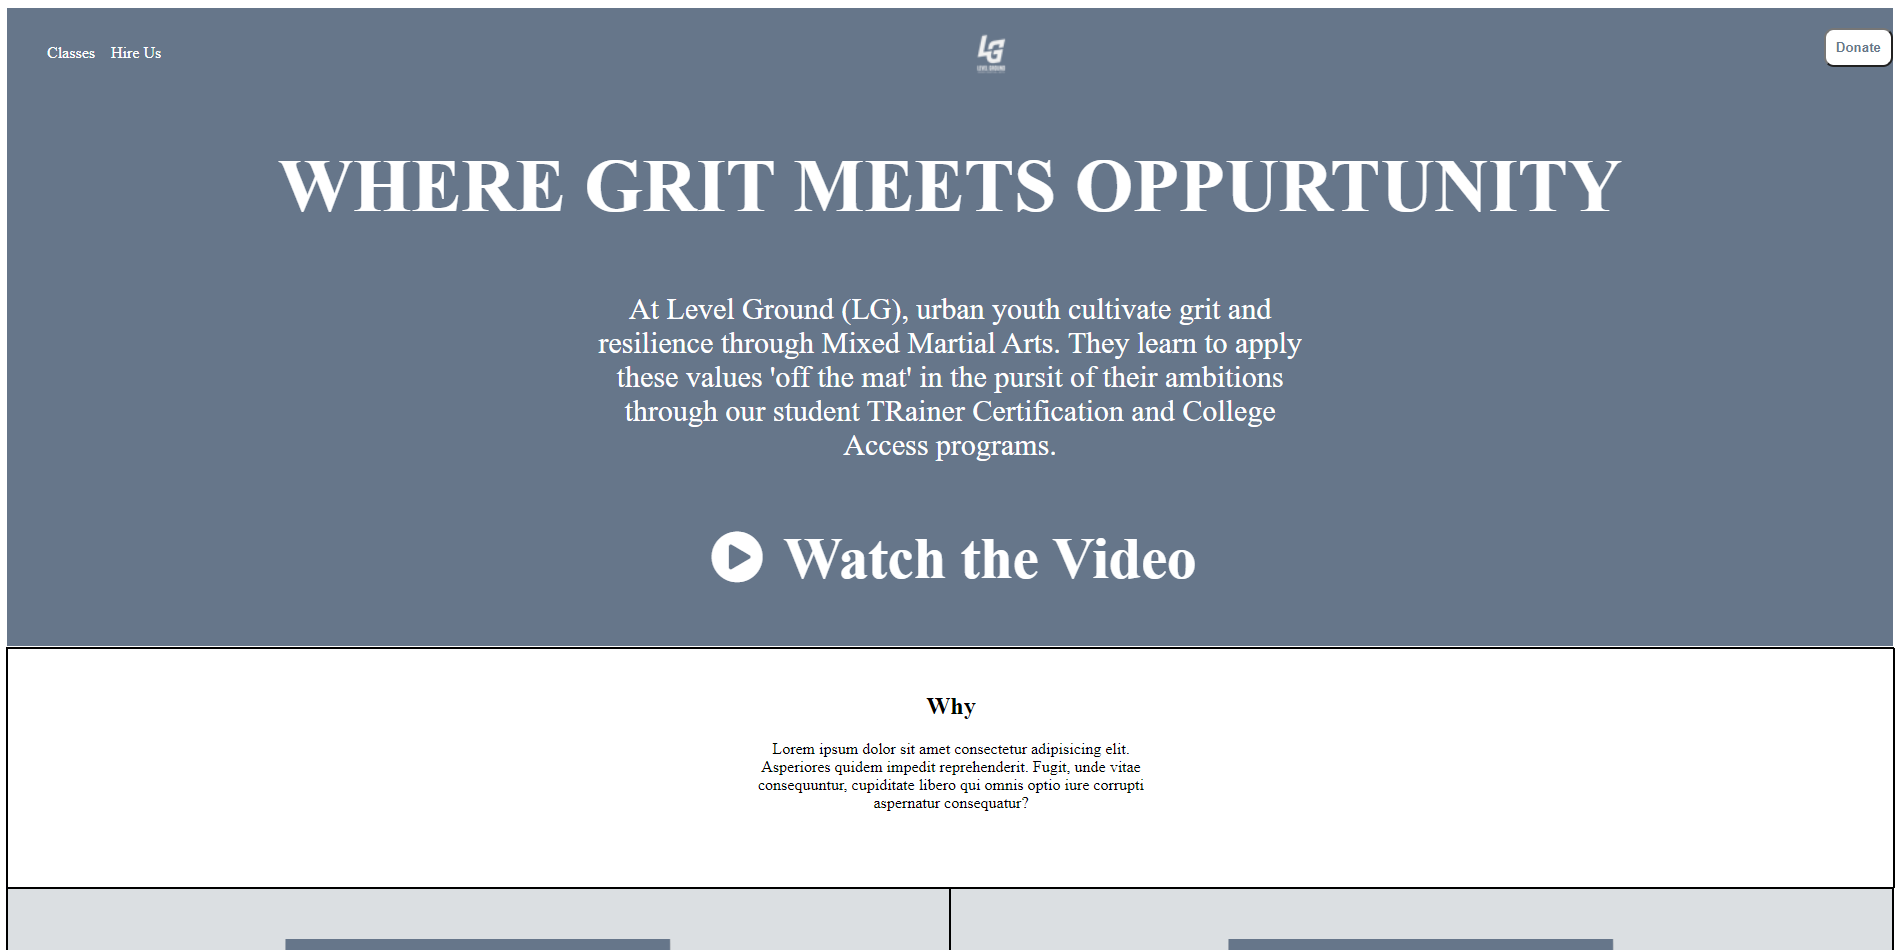 Classes Hire Us
LG
LEVEL GROUND
Donate
WHERE GRIT MEETS OPPURTUNITY
At Level Ground (LG), urban youth cultivate grit and
resilience through Mixed Martial Arts. They learn to apply
these values 'off the mat' in the pursit of their ambitions
through our student TRainer Certification and College
Access programs.
Watch the Video
Why
Lorem ipsum dolor sit amet consectetur adipisicing elit.
Asperiores quidem impedit reprehenderit. Fugit, unde vitae
consequuntur, cupiditate libero qui omnis optio iure corrupti
aspernatur consequatur?